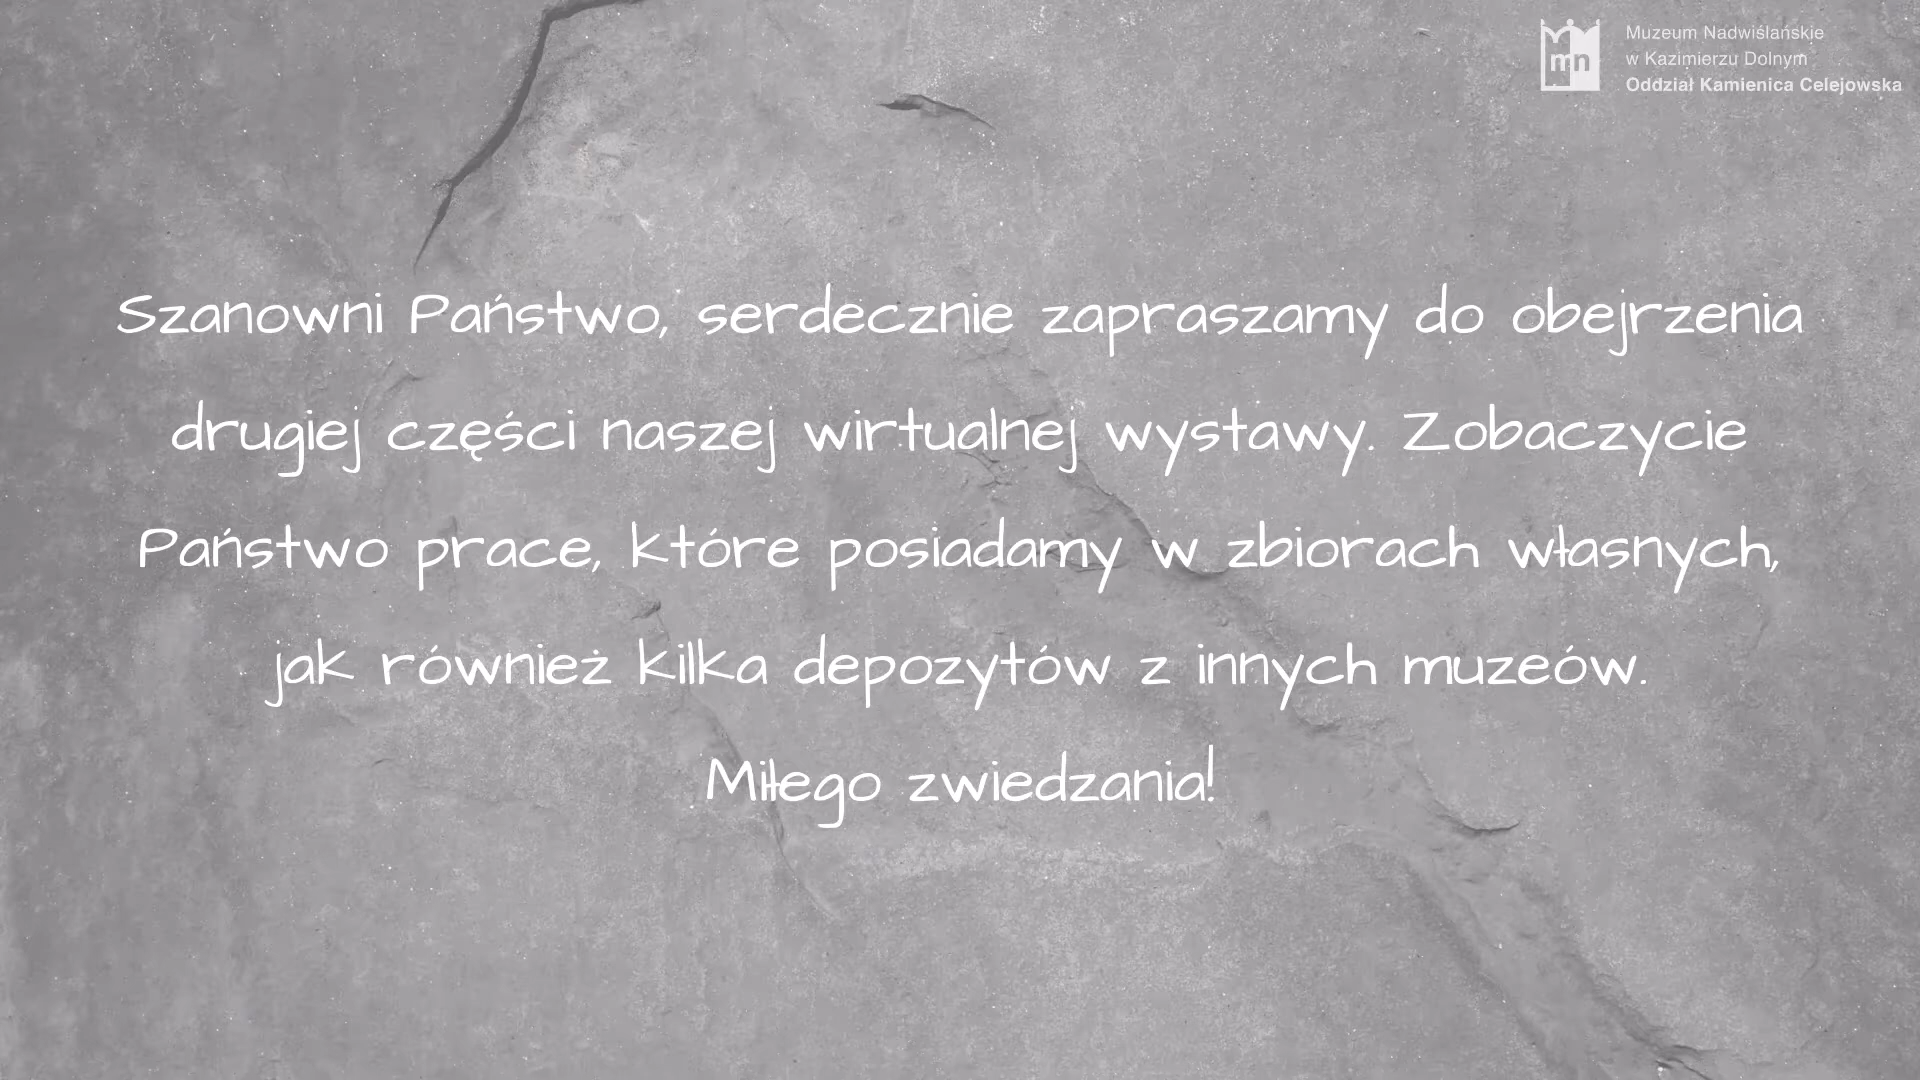 mn
Muzeum Nadwiślańskie
w Kazimierzu Dolnym
Oddział Kamienica Celejowska
Szanowni Państwo, serdecznie zapraszamy do obejrzenia
drugiej części naszej wirtualnej wystawy. Zobaczycie
Państwo prace, które posiadamy w zbiorach własnych,
jak również kilka depozytów z innych muzeów.
Miłego zwiedzania!